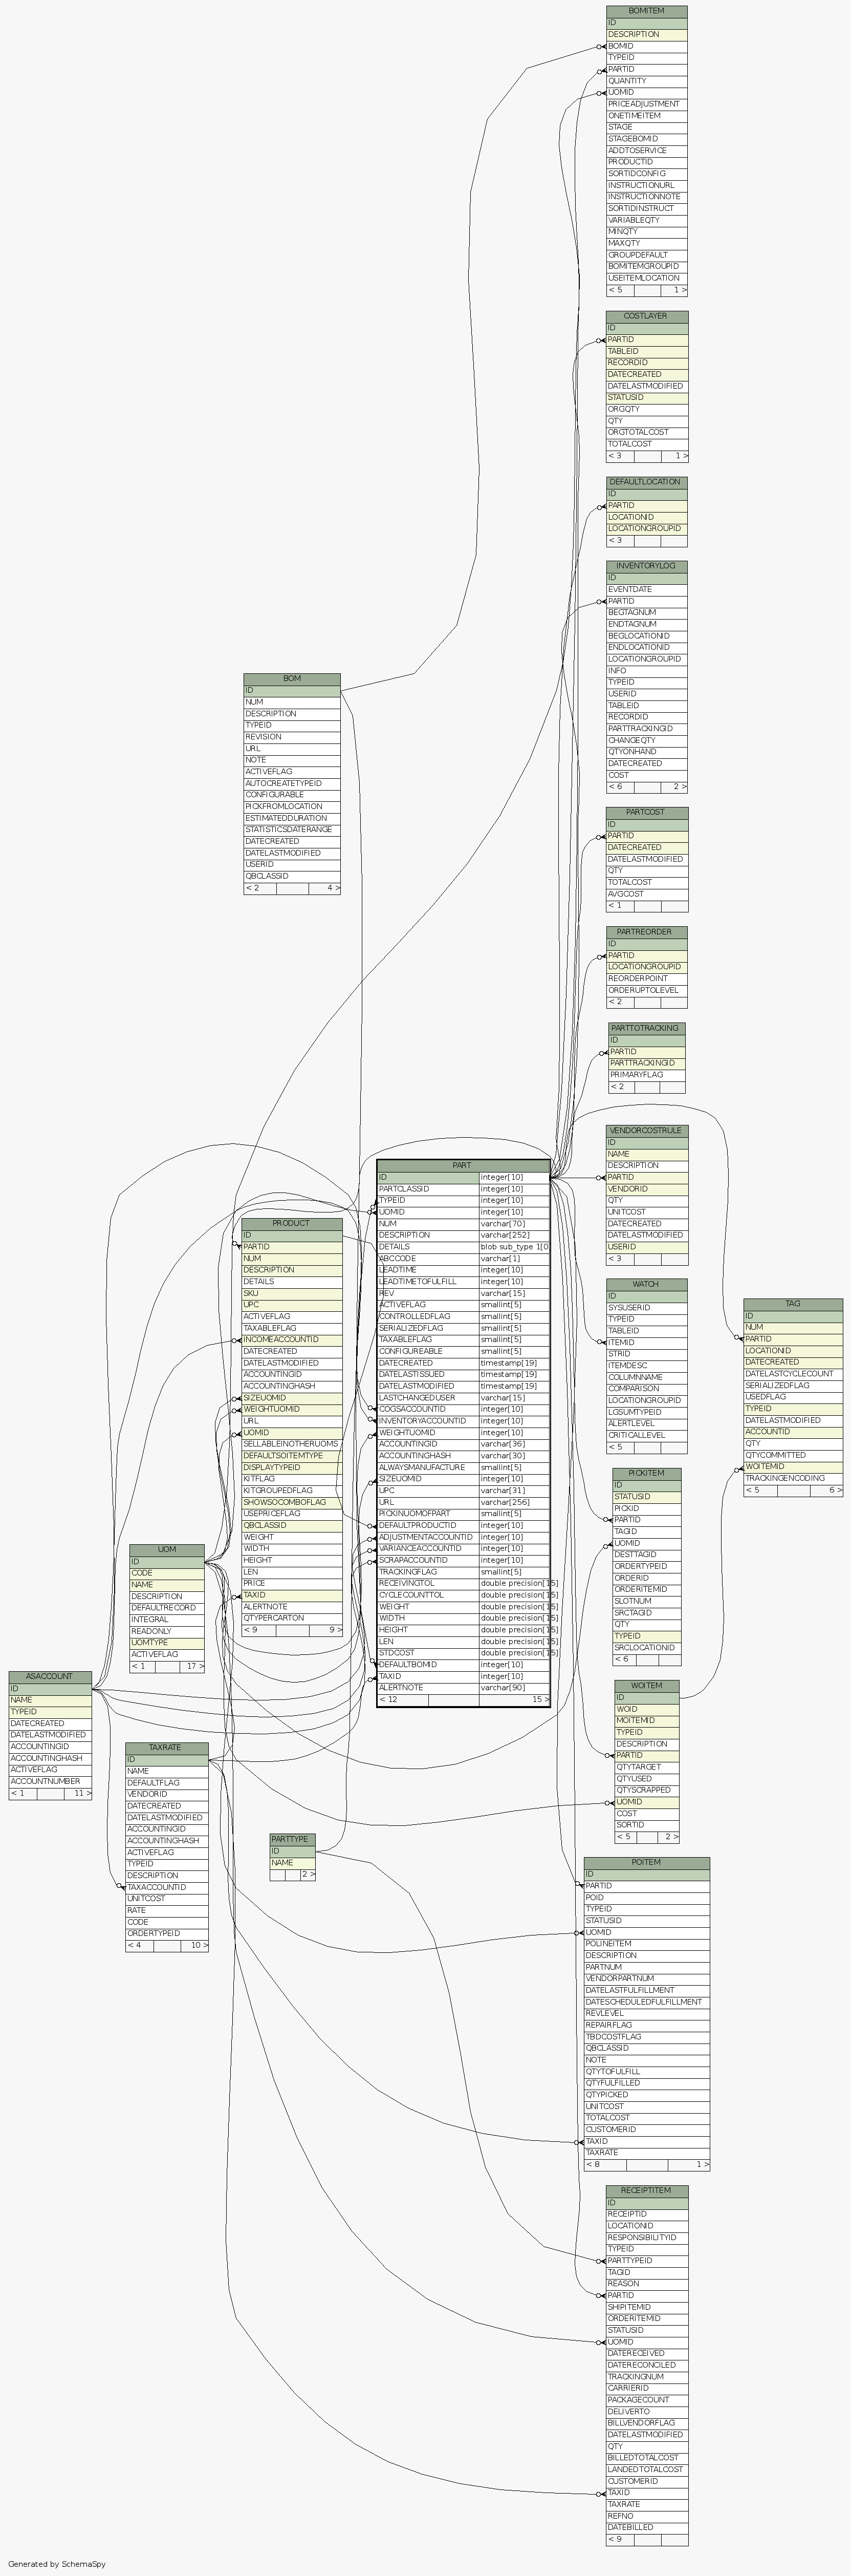 BOMITEM
ID
DESCRIPTION
BOMID
TYPEID
PARTID
QUANTITY
UOMID
PRICEADJUSTMENT
ONETIMEITEM
STAGE
STAGEBOMID
ADDTOSERVICE
PRODUCTID
SORTIDCONFIG
INSTRUCTIONURL
INSTRUCTIONNOTE
SORTIDINSTRUCT
VARIABLEQTY
MINQTY
MAXQTY
GROUPDEFAULT
BOMITEMGROUPID
USEITEMLOCATION
< 5 1 >
COSTLAYER
ID
PARTID
TABLEID
RECORDID
DATECREATED
DATELASTMODIFIED
STATUSID
ORGQTY
QTY
ORGTOTALCOST
TOTALCOST
< 3 1 >
DEFAULTLOCATION
ID
PARTID
LOCATIONID
LOCATIONGROUPID
< 3
INVENTORYLOG
ID
EVENTDATE
PARTID
BEGTAGNUM
ENDTAGNUM
BEGLOCATIONID
ENDLOCATIONID
LOCATIONGROUPID
INFO
TYPEID
USERID
TABLEID
RECORDID
PARTTRACKINGID
CHANGEQTY
QTYONHAND
DATECREATED
COST
< 6 2 >
BOM
ID
NUM
DESCRIPTION
TYPEID
REVISION
URL
NOTE
ACTIVEFLAG
AUTOCREATETYPEID
CONFIGURABLE
PICKFROMLOCATION
ESTIMATEDDURATION
STATISTICSDATERANGE
DATECREATED
DATELASTMODIFIED
USERID
QBCLASSID
< 2 4 >
PARTCOST
ID
PARTID
DATECREATED
DATELASTMODIFIED
QTY
TOTALCOST
AVGCOST
< 1
PARTREORDER
ID
PARTID
LOCATIONGROUPID
REORDERPOINT
ORDERUPTOLEVEL
< 2
PARTTOTRACKING
ID
PARTID
PARTTRACKINGID
PRIMARYFLAG
< 2
VENDORCOSTRULE
ID
NAME
DESCRIPTION
PARTID
VENDORID
QTY
UNITCOST
DATECREATED
DATELASTMODIFIED
USERID
< 3
PART
ID integer[10]
PARTCLASSID integer[10]
TYPEID integer[10]
UOMID integer[10]
NUM varchar[70]
DESCRIPTION varchar[252]
DETAILS blob sub_type 1[0]
ABCCODE varchar[1]
LEADTIME integer[10]
LEADTIMETOFULFILL integer[10]
REV varchar[15]
ACTIVEFLAG smallint[5]
CONTROLLEDFLAG smallint[5]
SERIALIZEDFLAG smallint[5]
TAXABLEFLAG smallint[5]
CONFIGUREABLE smallint[5]
DATECREATED timestamp[19]
DATELASTISSUED timestamp[19]
DATELASTMODIFIED timestamp[19]
LASTCHANGEDUSER varchar[15]
COGSACCOUNTID integer[10]
INVENTORYACCOUNTID integer[10]
WEIGHTUOMID integer[10]
ACCOUNTINGID varchar[36]
ACCOUNTINGHASH varchar[30]
ALWAYSMANUFACTURE smallint[5]
SIZEUOMID integer[10]
UPC varchar[31]
URL varchar[256]
PICKINUOMOFPART smallint[5]
DEFAULTPRODUCTID integer[10]
ADJUSTMENTACCOUNTID integer[10]
VARIANCEACCOUNTID integer[10]
SCRAPACCOUNTID integer[10]
TRACKINGFLAG smallint[5]
RECEIVINGTOL double precision[15]
CYCLECOUNTTOL double precision[15]
WEIGHT double precision[15]
WIDTH double precision[15]
HEIGHT double precision[15]
LEN double precision[15]
STDCOST double precision[15]
DEFAULTBOMID integer[10]
TAXID integer[10]
ALERTNOTE varchar[90]
< 12 15 >
PRODUCT
ID
PARTID
NUM
DESCRIPTION
DETAILS
SKU
UPC
ACTIVEFLAG
TAXABLEFLAG
INCOMEACCOUNTID
DATECREATED
DATELASTMODIFIED
ACCOUNTINGID
ACCOUNTINGHASH
SIZEUOMID
WEIGHTUOMID
URL
UOMID
SELLABLEINOTHERUOMS
DEFAULTSOITEMTYPE
DISPLAYTYPEID
KITFLAG
KITGROUPEDFLAG
SHOWSOCOMBOFLAG
USEPRICEFLAG
QBCLASSID
WEIGHT
WIDTH
HEIGHT
LEN
PRICE
TAXID
ALERTNOTE
QTYPERCARTON
< 9 9 >
WATCH
ID
SYSUSERID
TYPEID
TABLEID
ITEMID
STRID
ITEMDESC
COLUMNNAME
COMPARISON
LOCATIONGROUPID
LGSUMTYPEID
ALERTLEVEL
CRITICALLEVEL
< 5
TAG
ID
NUM
PARTID
LOCATIONID
DATECREATED
DATELASTCYCLECOUNT
SERIALIZEDFLAG
USEDFLAG
TYPEID
DATELASTMODIFIED
ACCOUNTID
QTY
QTYCOMMITTED
WOITEMID
TRACKINGENCODING
< 5 6 >
PICKITEM
ID
STATUSID
PICKID
PARTID
TAGID
UOMID
DESTTAGID
ORDERTYPEID
ORDERID
ORDERITEMID
SLOTNUM
SRCTAGID
QTY
TYPEID
SRCLOCATIONID
< 6
UOM
ID
CODE
NAME
DESCRIPTION
DEFAULTRECORD
INTEGRAL
READONLY
UOMTYPE
ACTIVEFLAG
< 1 17 >
ASACCOUNT
ID
NAME
TYPEID
DATECREATED
DATELASTMODIFIED
ACCOUNTINGID
ACCOUNTINGHASH
ACTIVEFLAG
ACCOUNTNUMBER
< 1 11 >
WOITEM
ID
WOID
MOITEMID
TYPEID
DESCRIPTION
PARTID
QTYTARGET
QTYUSED
QTYSCRAPPED
UOMID
COST
SORTID
< 5 2 >
TAXRATE
ID
NAME
DEFAULTFLAG
VENDORID
DATECREATED
DATELASTMODIFIED
ACCOUNTINGID
ACCOUNTINGHASH
ACTIVEFLAG
TYPEID
DESCRIPTION
TAXACCOUNTID
UNITCOST
RATE
CODE
ORDERTYPEID
< 4 10 >
PARTTYPE
ID
NAME
2 >
POITEM
ID
PARTID
POID
TYPEID
STATUSID
UOMID
POLINEITEM
DESCRIPTION
PARTNUM
VENDORPARTNUM
DATELASTFULFILLMENT
DATESCHEDULEDFULFILLMENT
REVLEVEL
REPAIRFLAG
TBDCOSTFLAG
QBCLASSID
NOTE
QTYTOFULFILL
QTYFULFILLED
QTYPICKED
UNITCOST
TOTALCOST
CUSTOMERID
TAXID
TAXRATE
< 8 1 >
RECEIPTITEM
ID
RECEIPTID
LOCATIONID
RESPONSIBILITYID
TYPEID
PARTTYPEID
TAGID
REASON
PARTID
SHIPITEMID
ORDERITEMID
STATUSID
UOMID
DATERECEIVED
DATERECONCILED
TRACKINGNUM
CARRIERID
PACKAGECOUNT
DELIVERTO
BILLVENDORFLAG
DATELASTMODIFIED
QTY
BILLEDTOTALCOST
LANDEDTOTALCOST
CUSTOMERID
TAXID
TAXRATE
REFNO
DATEBILLED
< 9
Generated by SchemaSpy